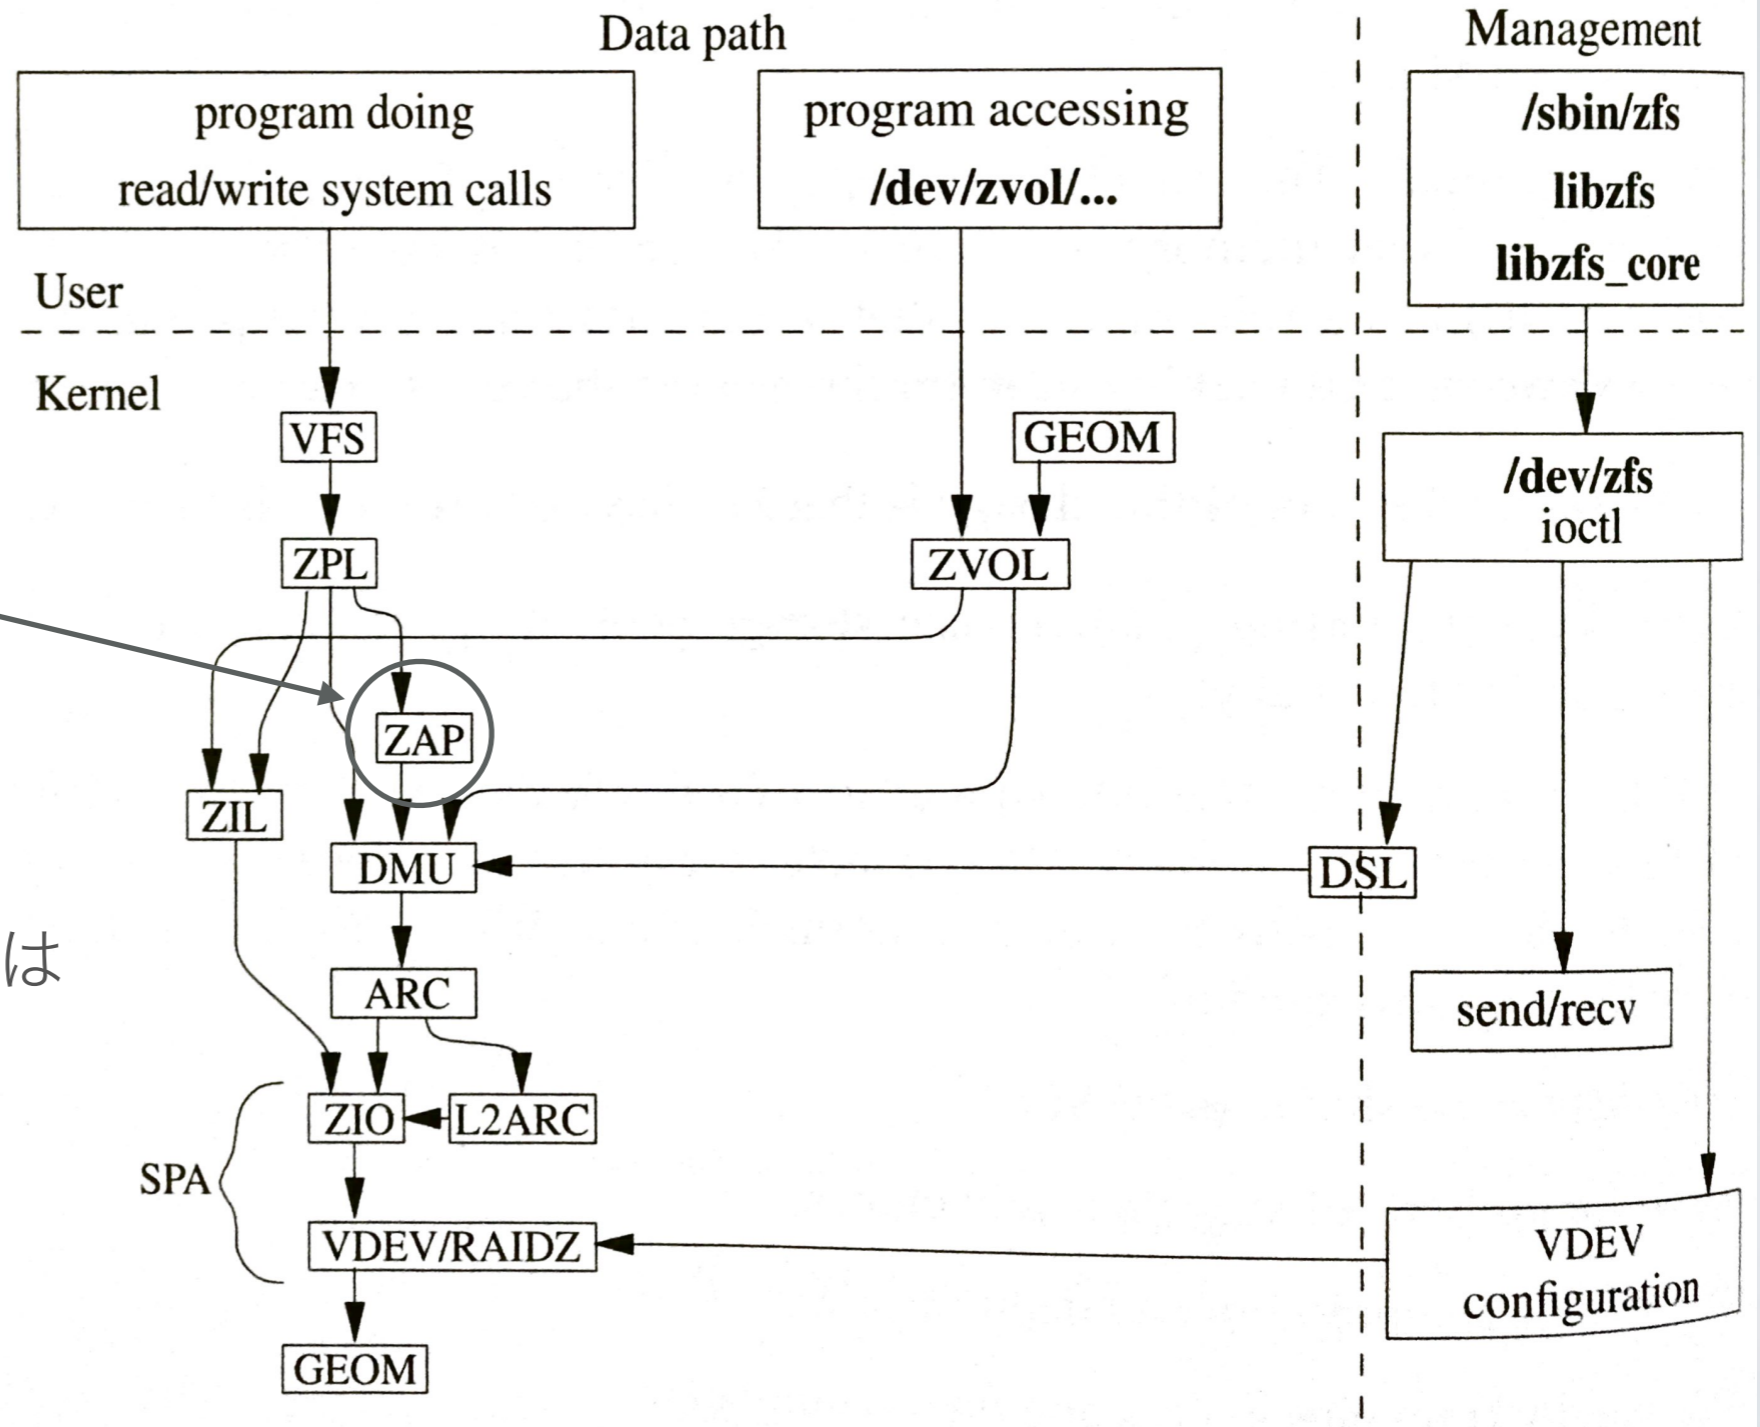 Data path
Management
program doing
read/write system calls
program accessing
/dev/zvol/...
/sbin/zfs
libzfs
libzfs_core
User
Kernel
VFS
GEOM
/dev/zfs
ioctl
ZPL
ZVOL
ZAP
ZIL
DMU
DSL
は
ARC
send/recv
ZIO
L2ARC
SPA
VDEV/RAIDZ
VDEV
configuration
GEOM